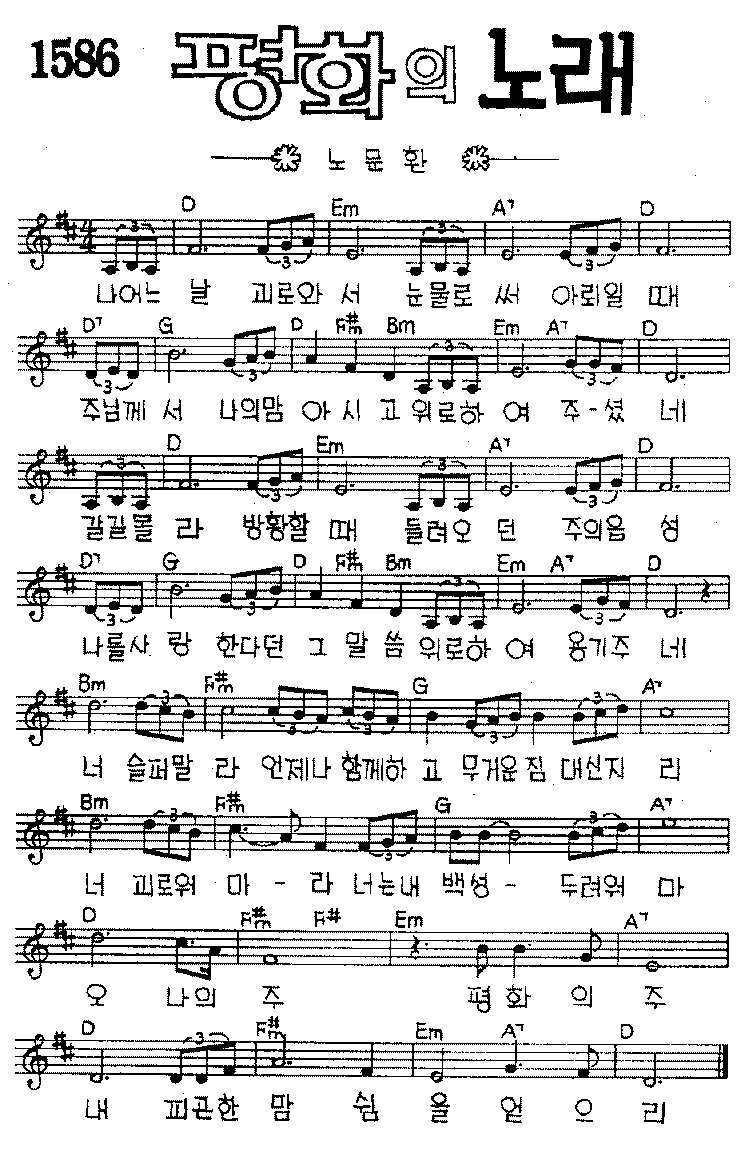 1586 평화의 노래
노문환
D Em A7 D
나어느 날 괴로와 서 눈물로 써 아뢰일 때
D7 G D F#m Bm Em A7 D
주님께 서 나의맘 아 시 고 위로하 여 주-셨 네
D Em A7 D
갈길몰 라 방황할 때 들려오 던 주의음 성
D7 G D F#m Bm Em A7 D
나를사 랑 한다던 그 말 씀 위로하 여 용기주 네
Bm F#m G A7
너 슬퍼말 라 언제나 함께하 고 무거운 짐 대신지 리
Bm F#m G A7
너 괴로워 마 - 라 너는내 백성- 두려워 마
D F#m F# Em A7
오 나의 주 평 화 의 주
D F#m Em A7 D
내 피곤한 맘 쉼 을 얻 으 리